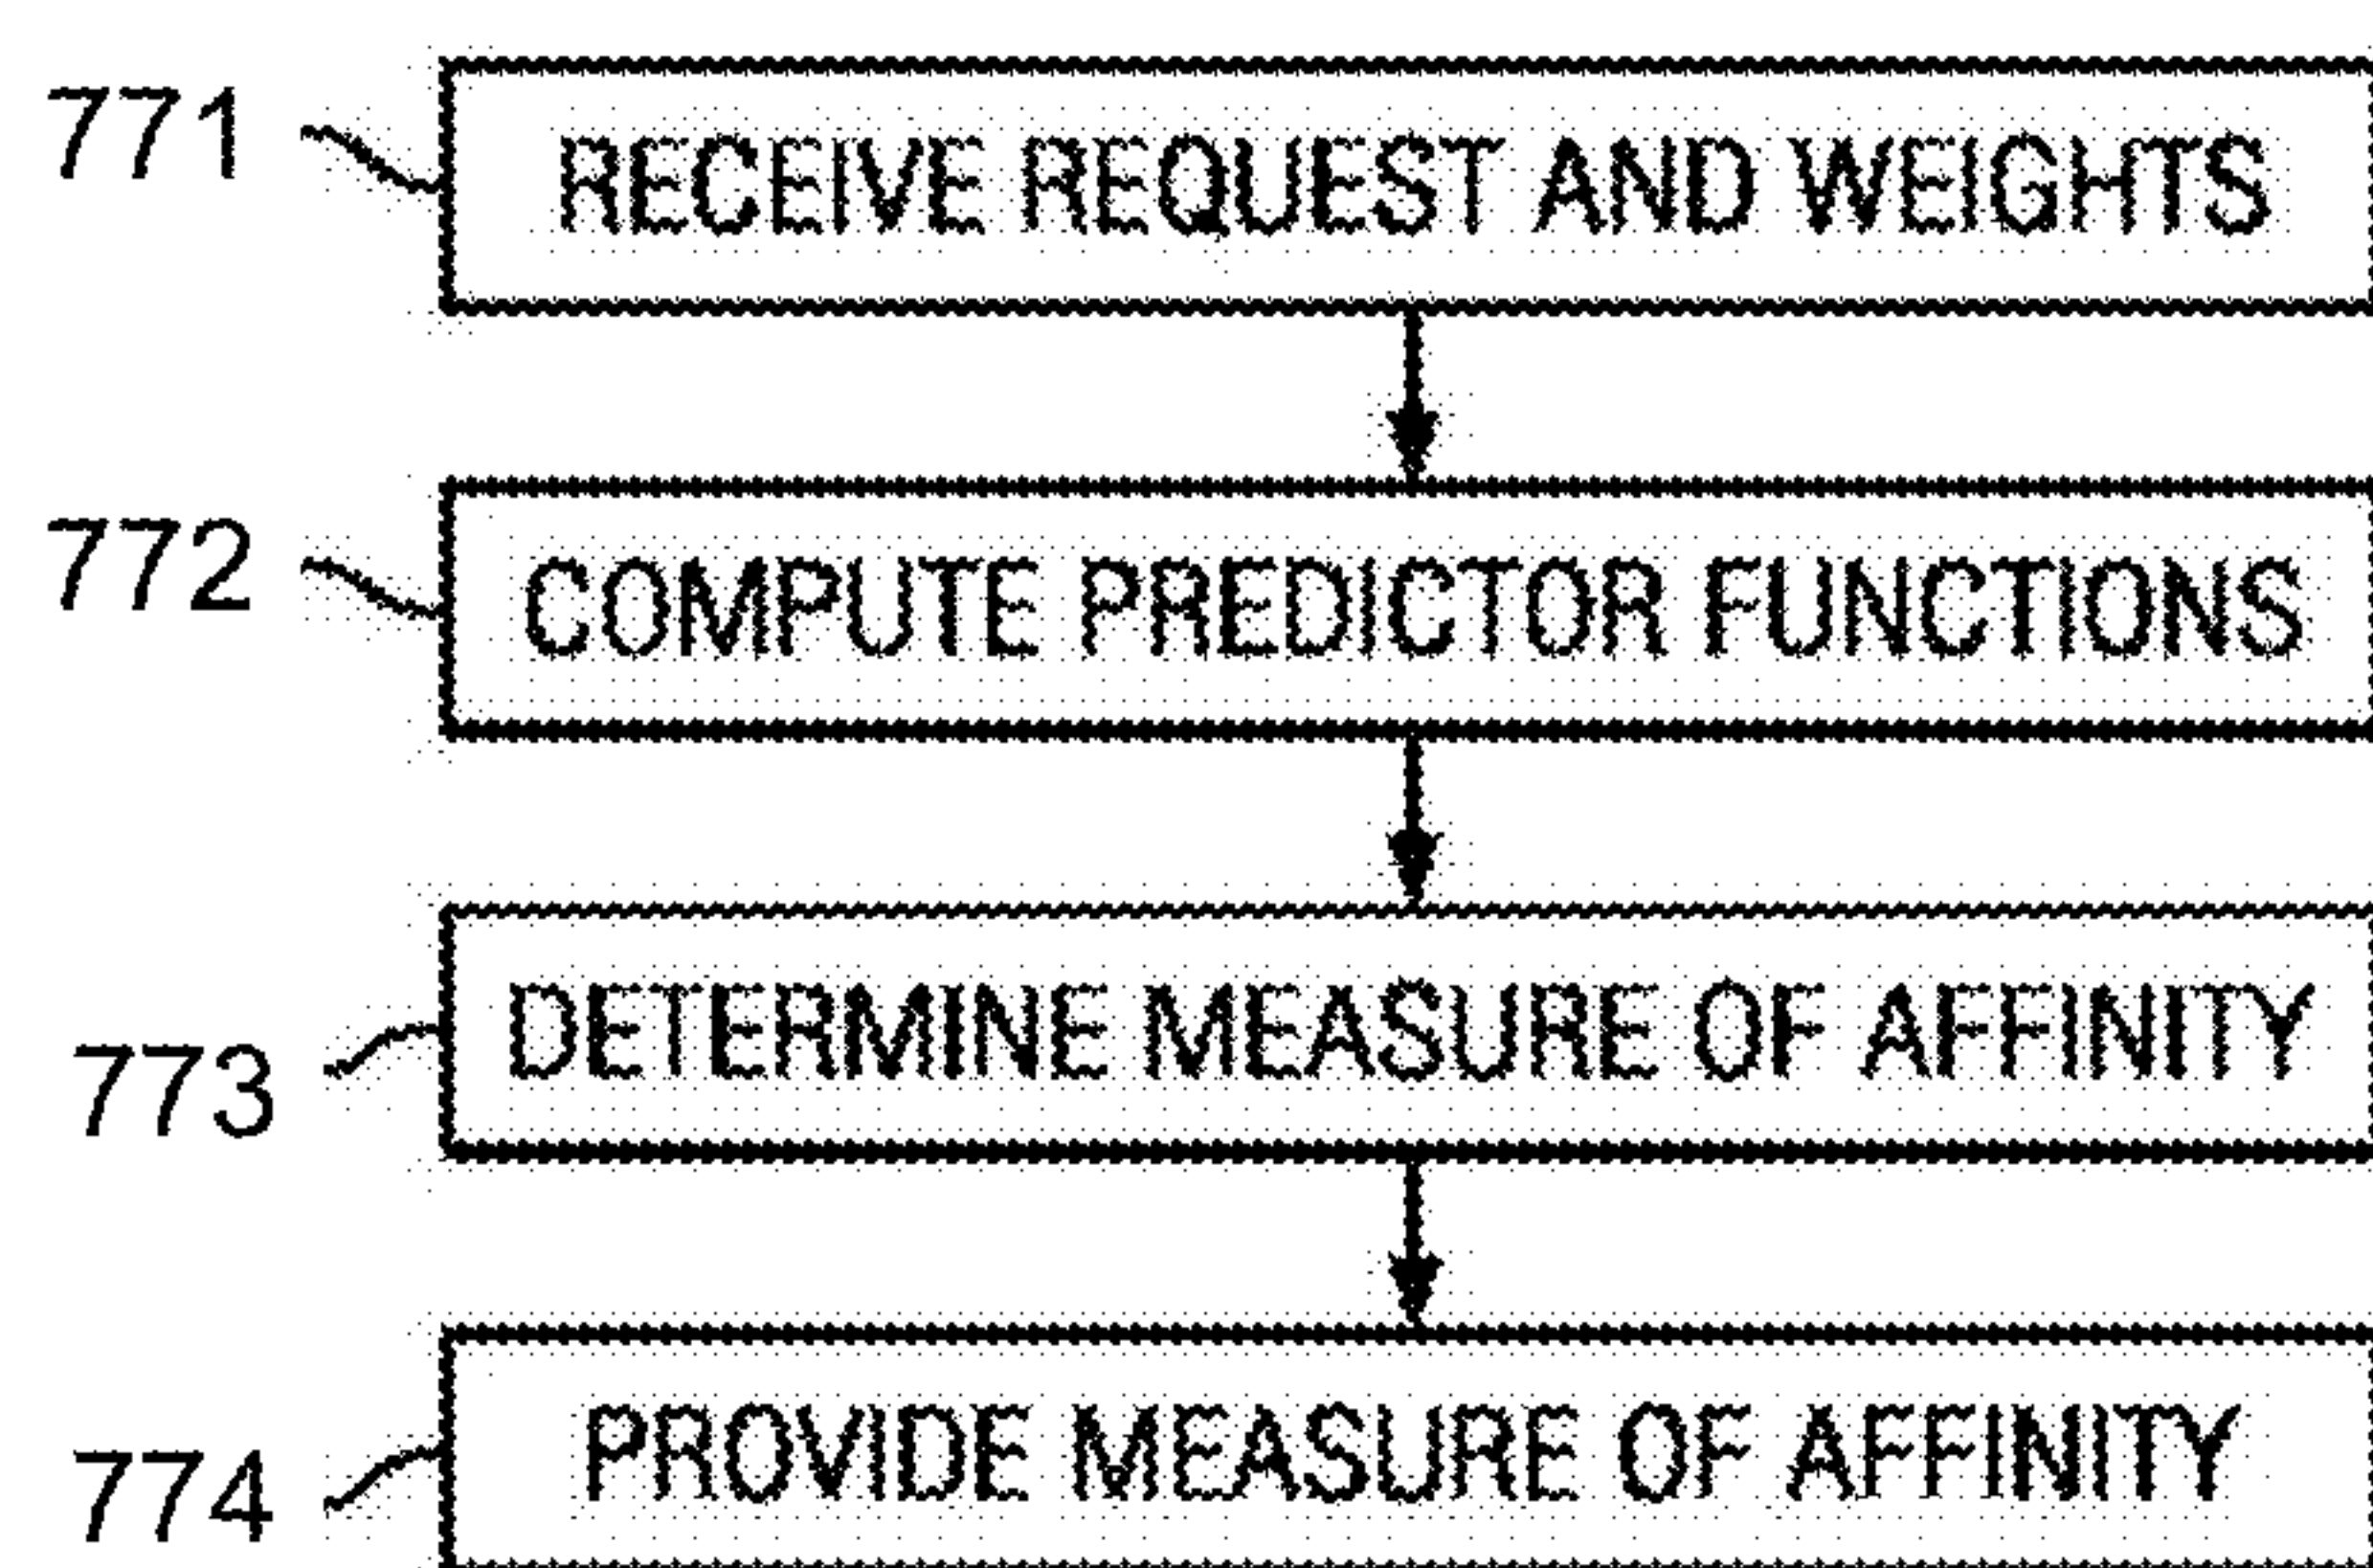 771 RECEIVE REQUEST AND WEIGHTS
772 COMPUTE PREDICTOR FUNCTIONS
773 DETERMINE MEASURE OF AFFINITY
774 PROVIDE MEASURE OF AFFINITY